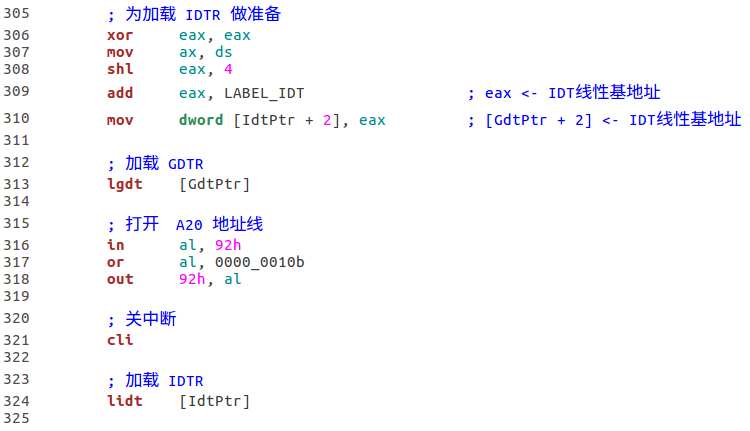 305 ; 为加载 IDTR 做准备
306 xor eax, eax
307 mov ax, ds
308 shl eax, 4
309 add eax, LABEL_IDT ; eax <- IDT线性基地址
310 mov dword [IdtPtr + 2], eax ; [GdtPtr + 2] <- IDT线性基地址
311
312 ; 加载 GDTR
313 lgdt [GdtPtr]
314
315 ; 打开 A20 地址线
316 in al, 92h
317 or al, 0000_0010b
318 out 92h, al
319
320 ; 关中断
321 cli
322
323 ; 加载 IDTR
324 lidt [IdtPtr]
325